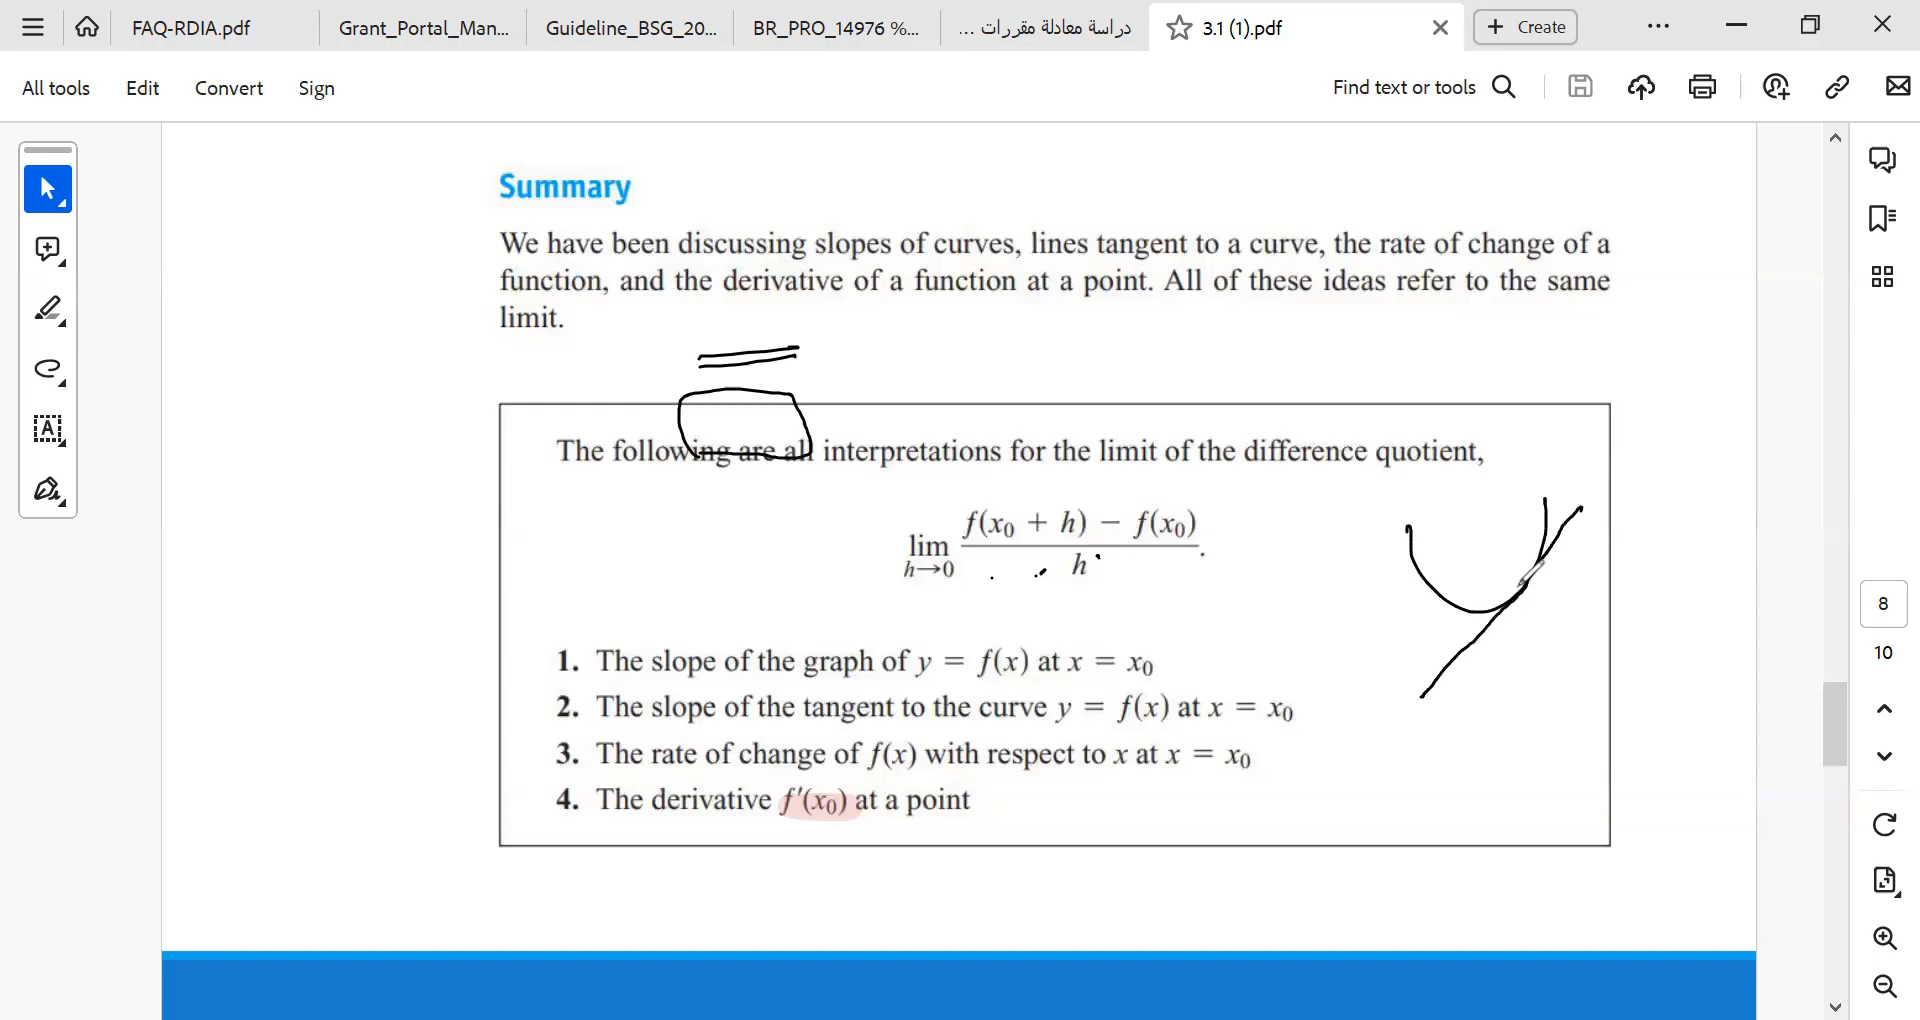 FAQ-RDIA.pdf
Grant_Portal_Man...
Guideline_BSG_20...
BR_PRO_14976 %...
دراسة معادلة مقررات ...
3.1 (1).pdf
Create
All tools
Edit
Convert
Sign
Find text or tools
Summary
We have been discussing slopes of curves, lines tangent to a curve, the rate of change of a
function, and the derivative of a function at a point. All of these ideas refer to the same
limit.
The following are all interpretations for the limit of the difference quotient,
lim h→0 f(x₀ + h) − f(x₀) / h .
1. The slope of the graph of y = f(x) at x = x₀
2. The slope of the tangent to the curve y = f(x) at x = x₀
3. The rate of change of f(x) with respect to x at x = x₀
4. The derivative f′(x₀) at a point
8
10